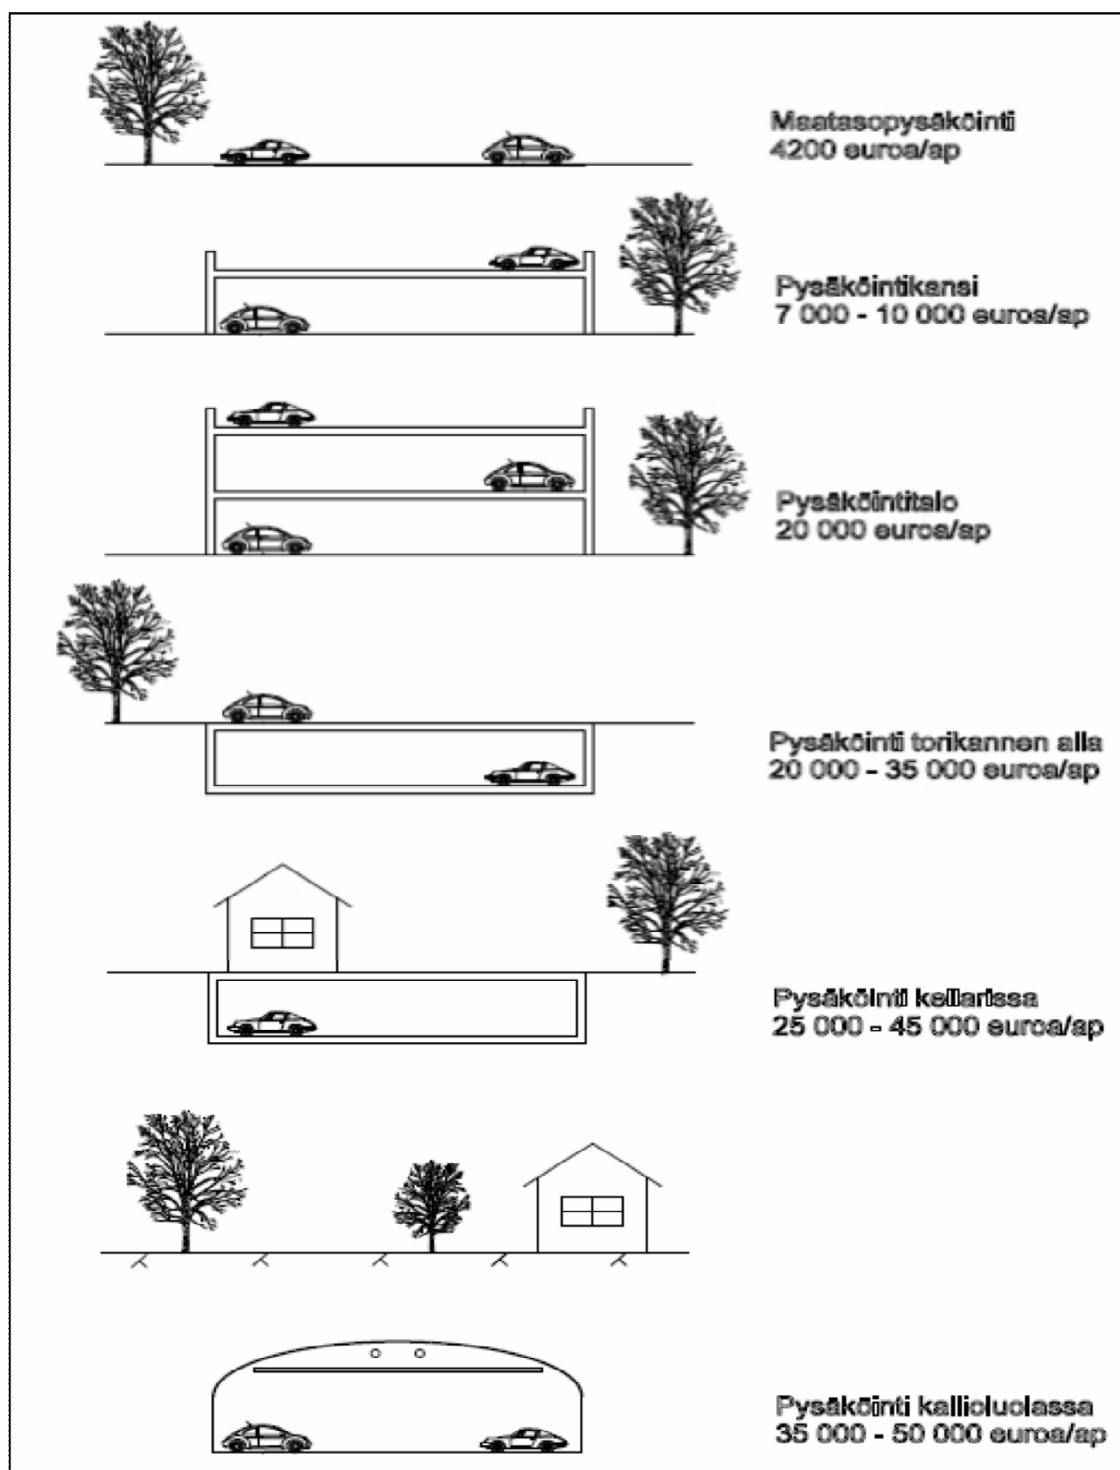 Maatasopysäköinti
4200 euroa/ap
Pysäköintikansi
7 000 - 10 000 euroa/ap
Pysäköintitalo
20 000 euroa/ap
Pysäköinti torikannen alla
20 000 - 35 000 euroa/ap
Pysäköinti kellarissa
25 000 - 45 000 euroa/ap
Pysäköinti kallioluolassa
35 000 - 50 000 euroa/ap